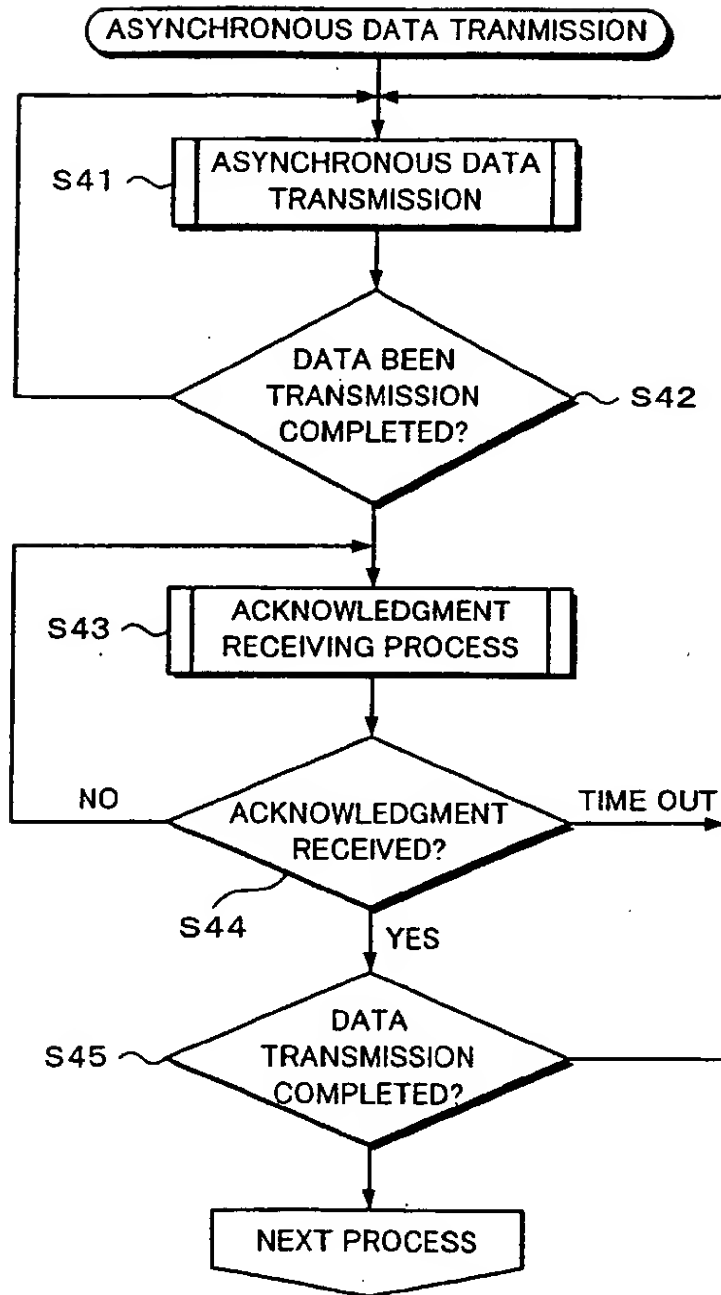 ASYNCHRONOUS DATA TRANMISSION
S41
ASYNCHRONOUS DATA
TRANSMISSION
DATA BEEN
TRANSMISSION
COMPLETED?
S42
S43
ACKNOWLEDGMENT
RECEIVING PROCESS
NO
ACKNOWLEDGMENT
RECEIVED?
TIME OUT
S44
YES
S45
DATA
TRANSMISSION
COMPLETED?
NEXT PROCESS